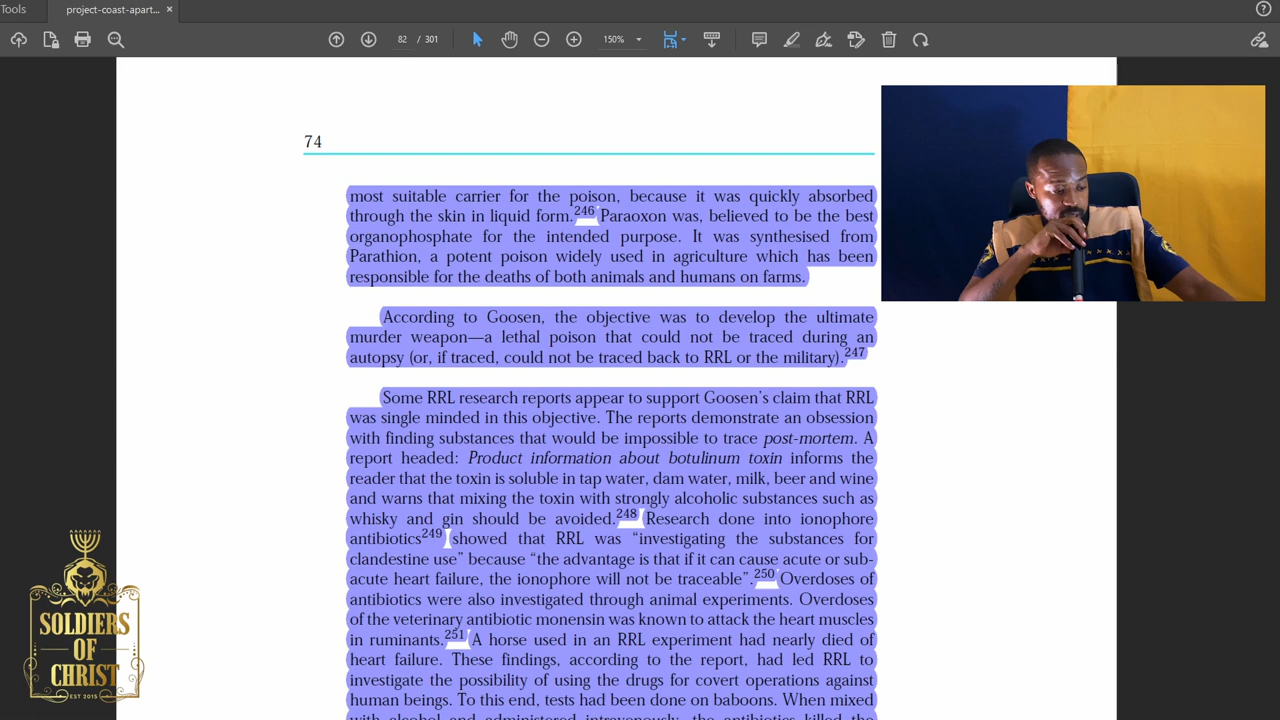 Tools
project-coast-apart... ×
82 / 301
150%
74
most suitable carrier for the poison, because it was quickly absorbed
through the skin in liquid form.246 Paraoxon was, believed to be the best
organophosphate for the intended purpose. It was synthesised from
Parathion, a potent poison widely used in agriculture which has been
responsible for the deaths of both animals and humans on farms.
According to Goosen, the objective was to develop the ultimate
murder weapon—a lethal poison that could not be traced during an
autopsy (or, if traced, could not be traced back to RRL or the military).247
Some RRL research reports appear to support Goosen's claim that RRL
was single minded in this objective. The reports demonstrate an obsession
with finding substances that would be impossible to trace post-mortem. A
report headed: Product information about botulinum toxin informs the
reader that the toxin is soluble in tap water, dam water, milk, beer and wine
and warns that mixing the toxin with strongly alcoholic substances such as
whisky and gin should be avoided.248 Research done into ionophore
antibiotics249 showed that RRL was “investigating the substances for
clandestine use” because “the advantage is that if it can cause acute or sub-
acute heart failure, the ionophore will not be traceable”.250 Overdoses of
antibiotics were also investigated through animal experiments. Overdoses
of the veterinary antibiotic monensin was known to attack the heart muscles
in ruminants.251 A horse used in an RRL experiment had nearly died of
heart failure. These findings, according to the report, had led RRL to
investigate the possibility of using the drugs for covert operations against
human beings. To this end, tests had been done on baboons. When mixed
with alcohol and administered intravenously, the antibiotics killed the
SOLDIERS
OF
CHRIST
EST 2015